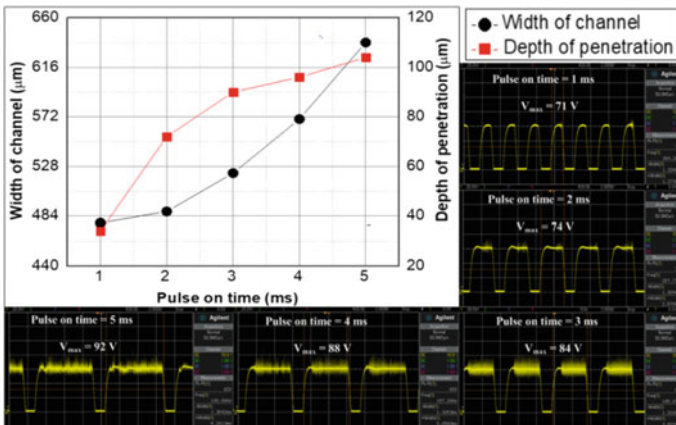 Width of channel
Depth of penetration
660
616
572
528
484
440
Width of channel (μm)
120
100
80
60
40
20
Depth of penetration (μm)
1 2 3 4 5
Pulse on time (ms)
Agilent
Pulse on time = 1 ms
Vmax = 71 V
Agilent
Pulse on time = 2 ms
Vmax = 74 V
Agilent
Pulse on time = 5 ms
Vmax = 92 V
Agilent
Pulse on time = 4 ms
Vmax = 88 V
Agilent
Pulse on time = 3 ms
Vmax = 84 V